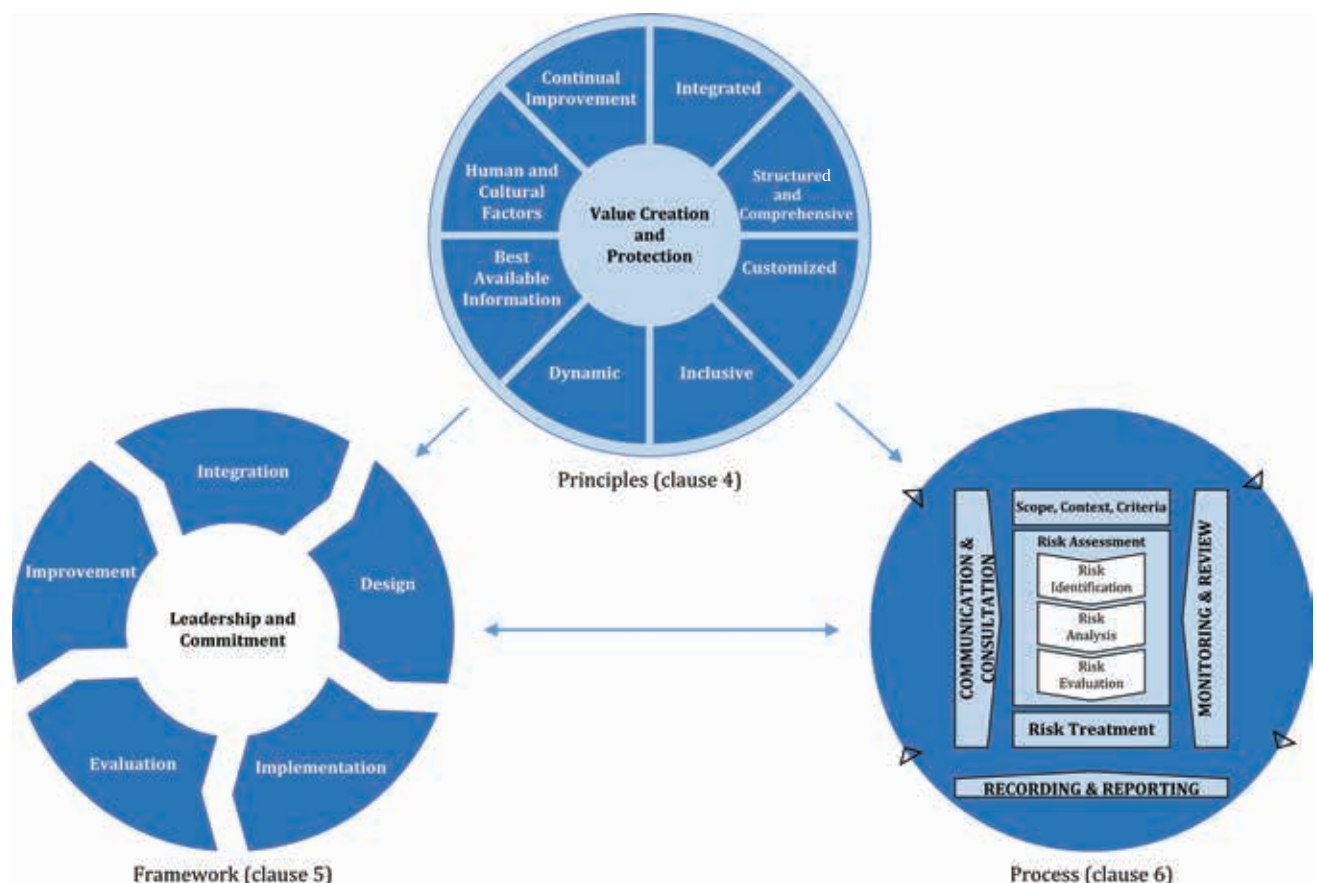 Continual
Improvement
Integrated
Human and
Cultural
Factors
Structured
and
Comprehensive
Value Creation
and
Protection
Best
Available
Information
Customized
Dynamic
Inclusive
Principles (clause 4)
Integration
Improvement
Design
Leadership and
Commitment
Evaluation
Implementation
Framework (clause 5)
Scope, Context, Criteria
Risk Assessment
Risk
Identification
Risk
Analysis
Risk
Evaluation
Risk Treatment
COMMUNICATION &
CONSULTATION
MONITORING & REVIEW
RECORDING & REPORTING
Process (clause 6)